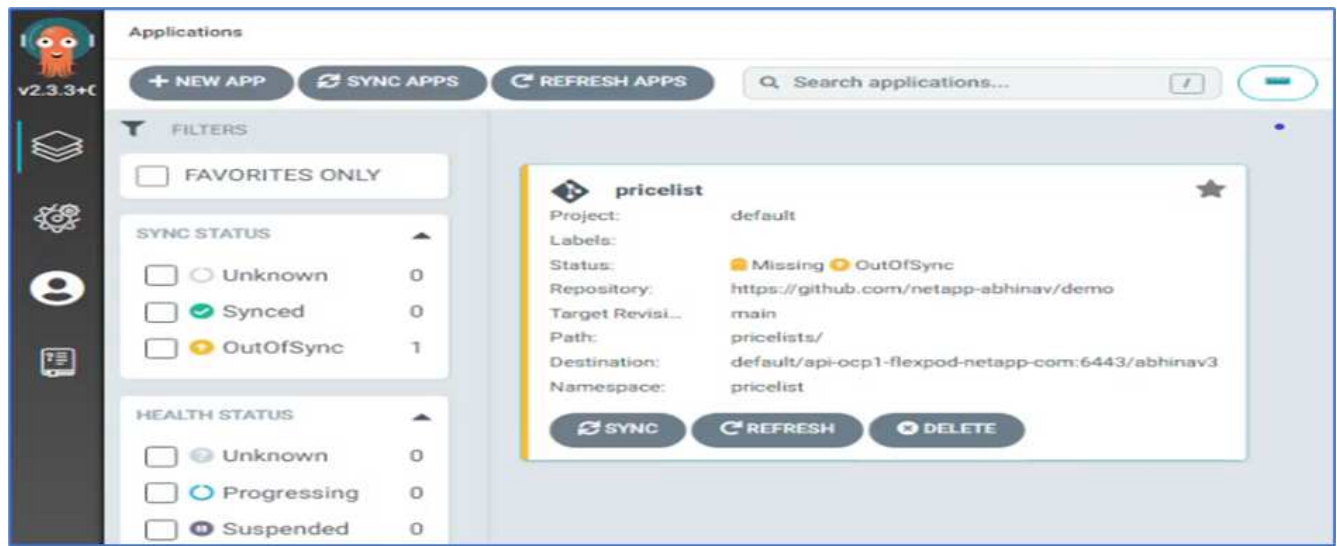 Applications
v2.3.3+
+ NEW APP SYNC APPS REFRESH APPS Search applications... /
FILTERS
FAVORITES ONLY
SYNC STATUS
Unknown 0
Synced 0
OutOfSync 1
HEALTH STATUS
Unknown 0
Progressing 0
Suspended 0
pricelist
Project: default
Labels:
Status: Missing OutOfSync
Repository: https://github.com/netapp-abhinav/demo
Target Revisi... main
Path: pricelists/
Destination: default/api-ocp1-flexpod-netapp-com:6443/abhinav3
Namespace: pricelist
SYNC REFRESH DELETE